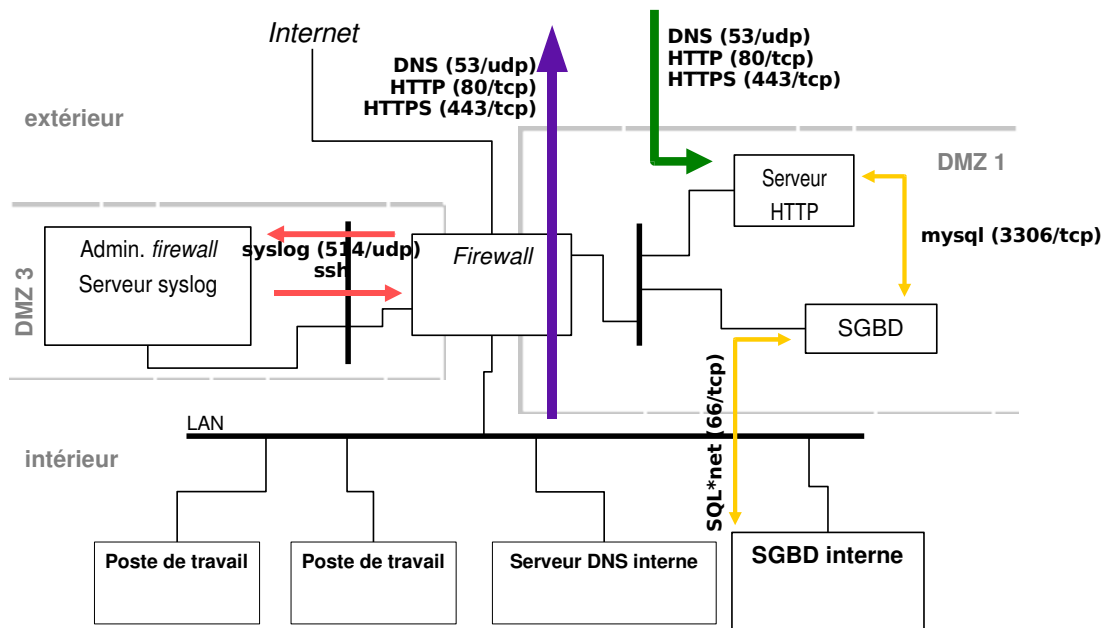 Internet
DNS (53/udp)
HTTP (80/tcp)
HTTPS (443/tcp)
DNS (53/udp)
HTTP (80/tcp)
HTTPS (443/tcp)
extérieur
DMZ 1
Serveur
HTTP
mysql (3306/tcp)
DMZ 3
Admin. firewall
Serveur syslog
syslog (514/udp)
ssh
Firewall
SGBD
SQL*net (66/tcp)
LAN
intérieur
Poste de travail
Poste de travail
Serveur DNS interne
SGBD interne